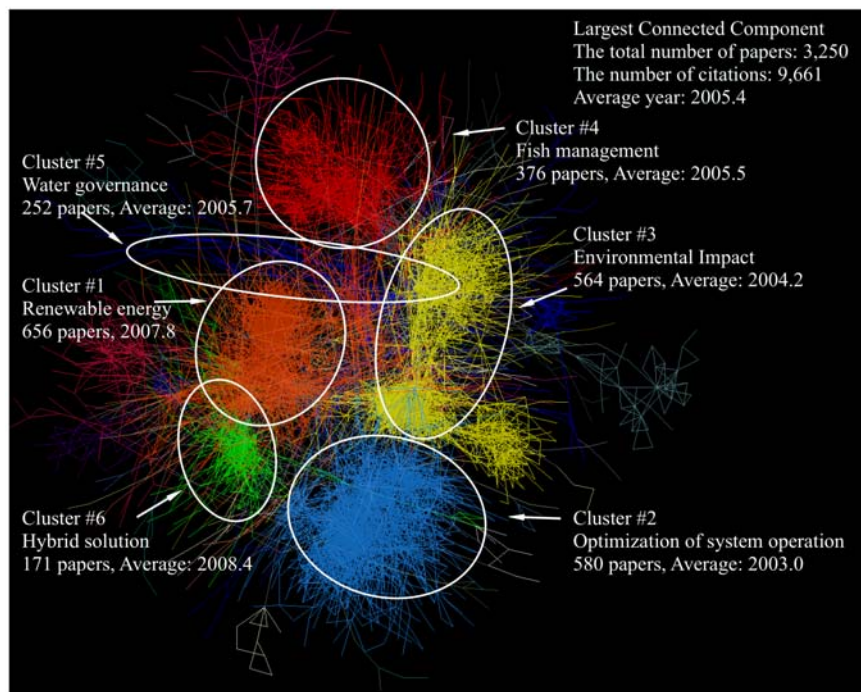 Largest Connected Component
The total number of papers: 3,250
The number of citations: 9,661
Average year: 2005.4
Cluster #4
Fish management
376 papers, Average: 2005.5
Cluster #5
Water governance
252 papers, Average: 2005.7
Cluster #3
Environmental Impact
564 papers, Average: 2004.2
Cluster #1
Renewable energy
656 papers, 2007.8
Cluster #6
Hybrid solution
171 papers, Average: 2008.4
Cluster #2
Optimization of system operation
580 papers, Average: 2003.0